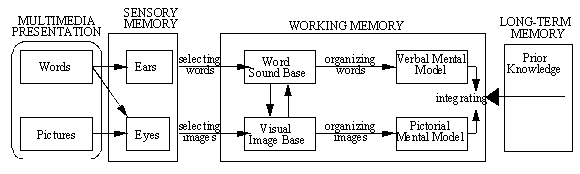 MULTIMEDIA
PRESENTATION
SENSORY
MEMORY
WORKING MEMORY
LONG-TERM
MEMORY
Words
Ears
selecting
words
Word
Sound Base
organizing
words
Verbal Mental
Model
Prior
Knowledge
integrating
Pictures
Eyes
selecting
images
Visual
Image Base
organizing
images
Pictorial
Mental Model